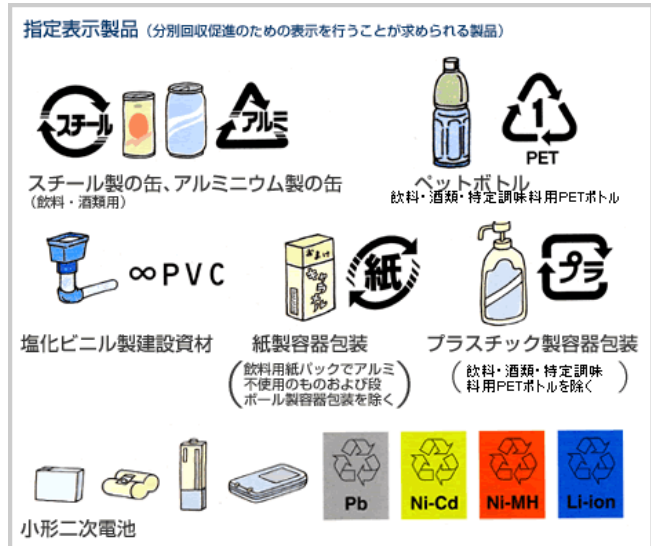 指定表示製品（分別回収促進のための表示を行うことが求められる製品）
スチール
アルミ
1
PET
スチール製の缶、アルミニウム製の缶
（飲料・酒類用）
ペットボトル
飲料・酒類・特定調味料用PETボトル
∞PVC
おまけ
キャラメル
紙
プラ
塩化ビニル製建設資材
紙製容器包装
（飲料用紙パックでアルミ
不使用のものおよび段
ボール製容器包装を除く）
プラスチック製容器包装
（飲料・酒類・特定調味
料用PETボトルを除く）
Pb
Ni-Cd
Ni-MH
Li-ion
小形二次電池